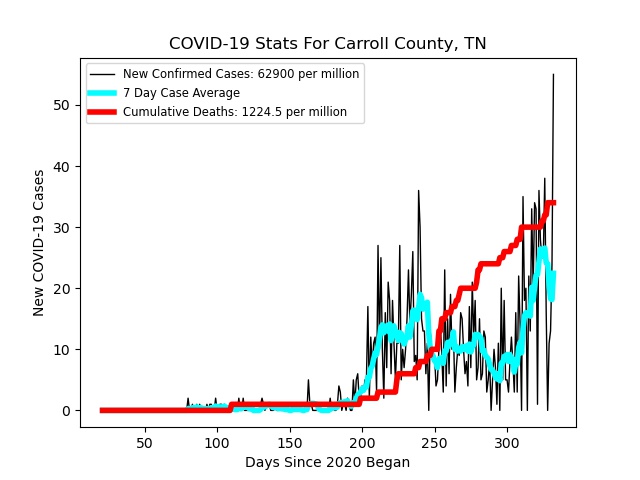 COVID-19 Stats For Carroll County, TN
New Confirmed Cases: 62900 per million
7 Day Case Average
Cumulative Deaths: 1224.5 per million
New COVID-19 Cases
50
40
30
20
10
0
50 100 150 200 250 300
Days Since 2020 Began